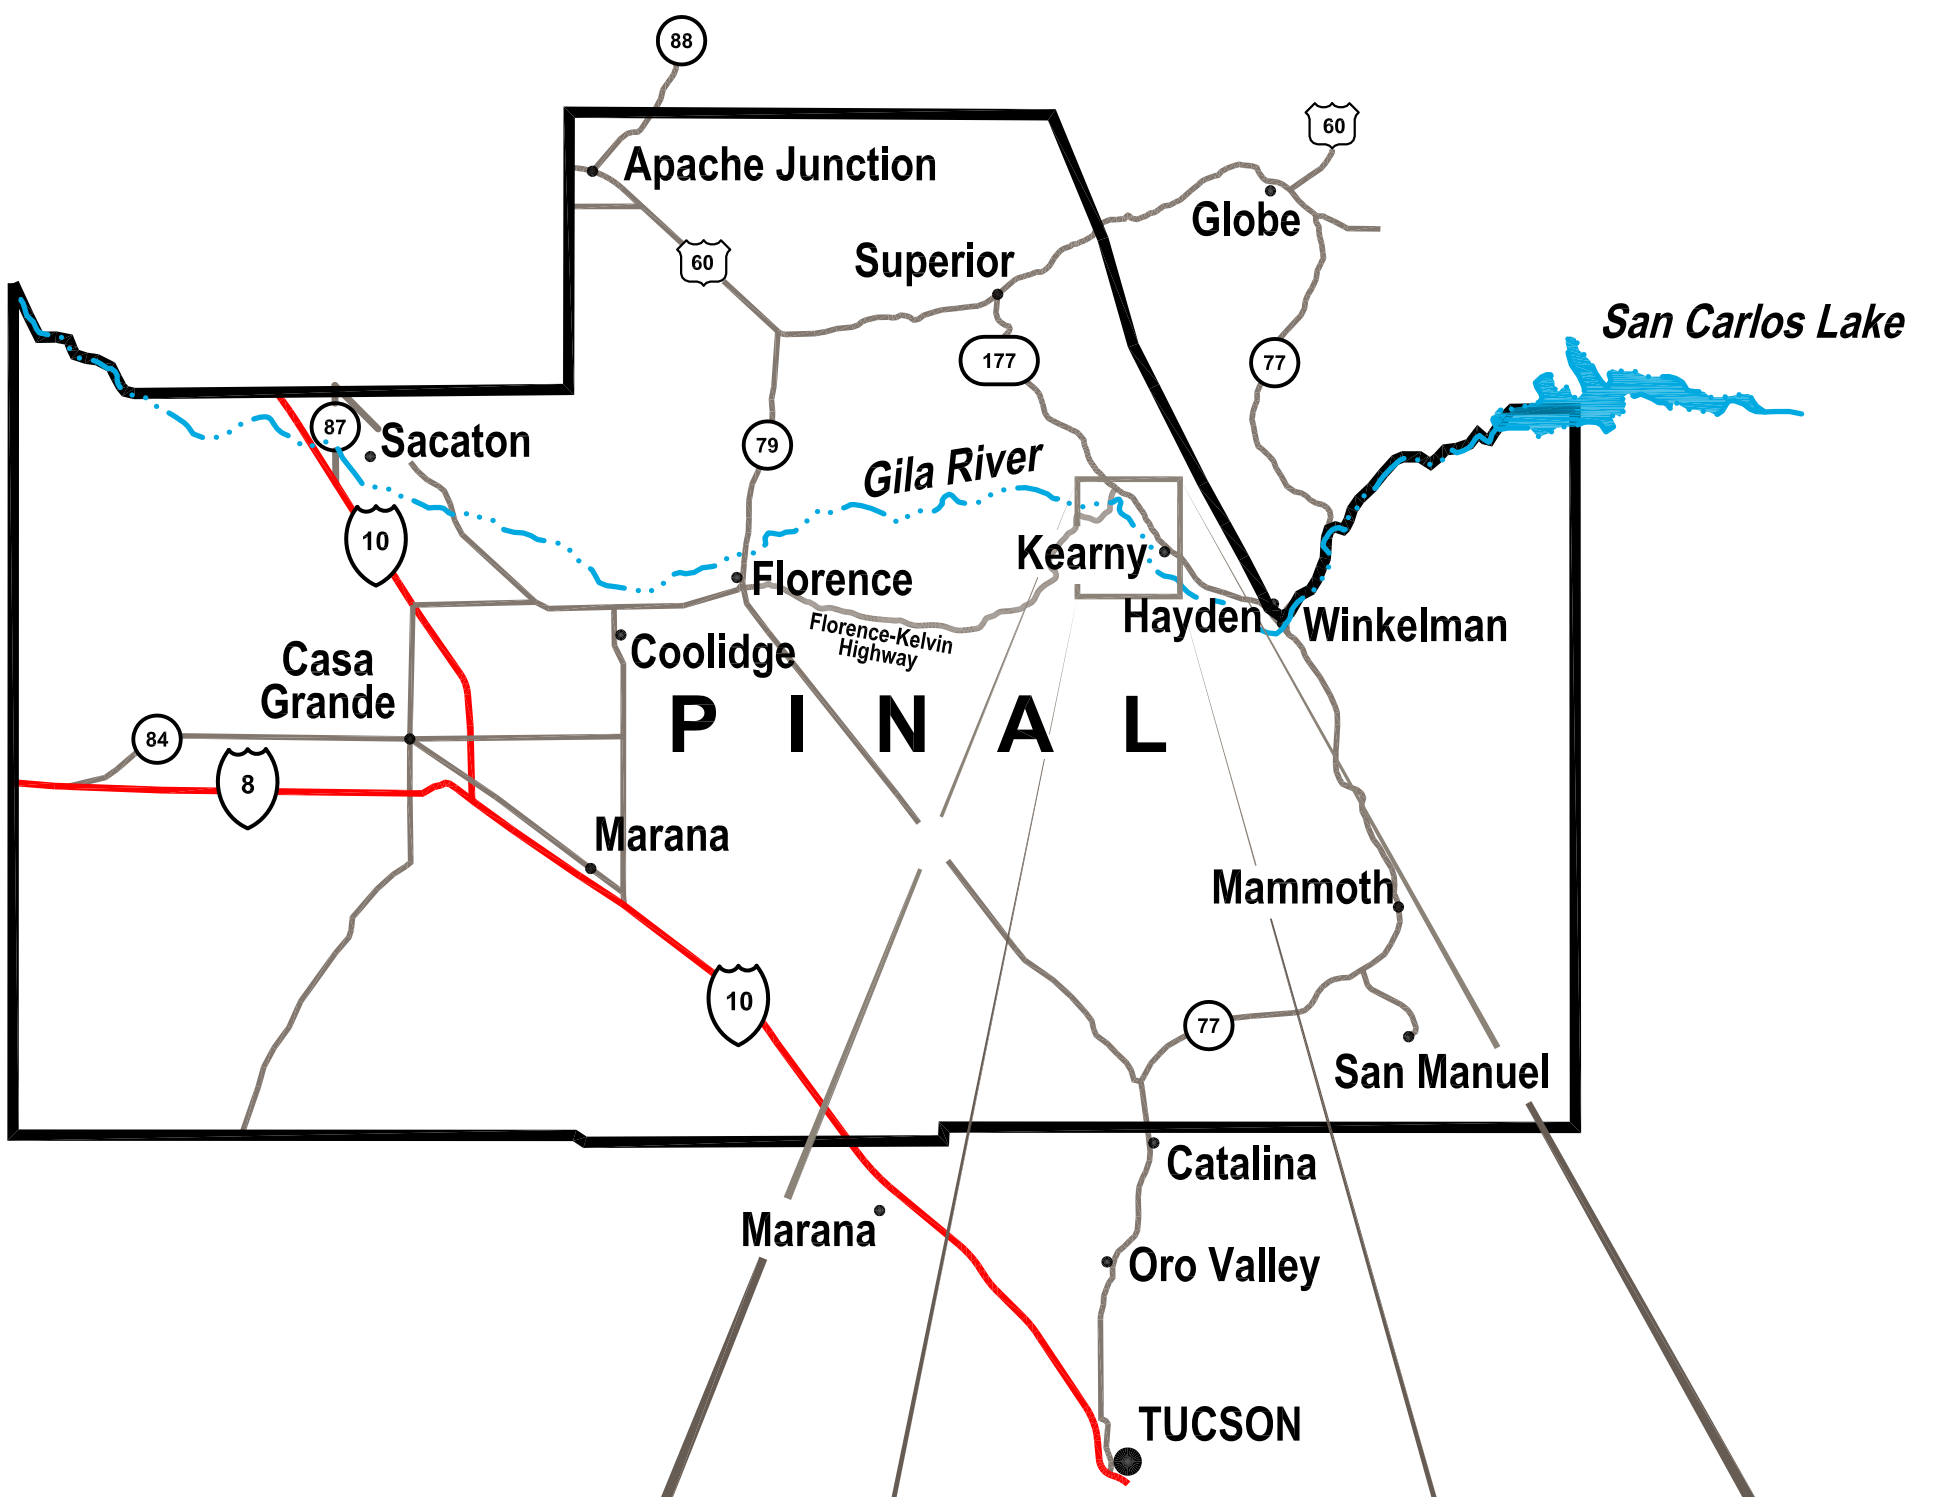 88
60
Apache Junction
Globe
60
Superior
San Carlos Lake
177
77
87
Sacaton
79
Gila River
10
Kearny
Florence
Hayden
Winkelman
Florence-Kelvin
Highway
Coolidge
Casa
Grande
P I N A L
84
8
Marana
Mammoth
10
77
San Manuel
Catalina
Marana
Oro Valley
TUCSON